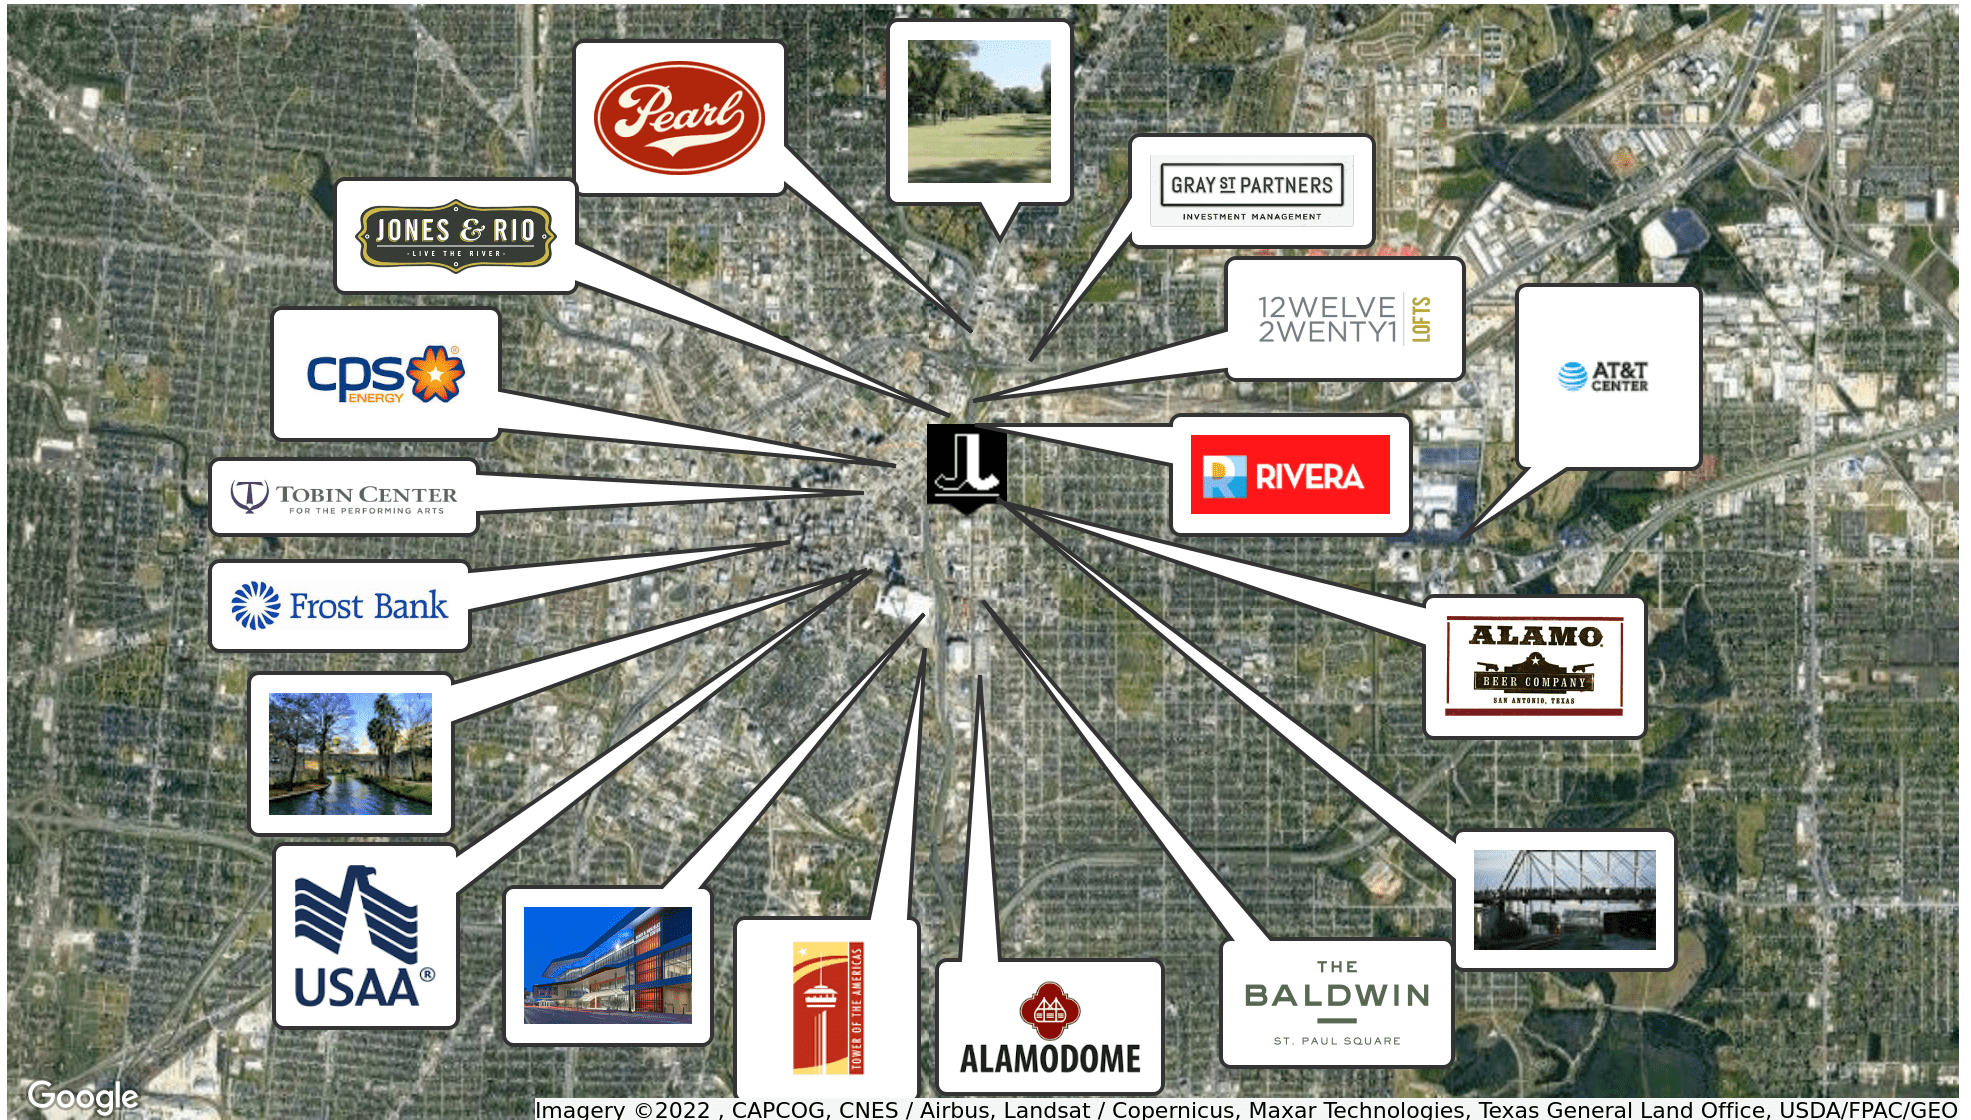 Pearl
JONES & RIO
-LIVE THE RIVER-
GRAY ST PARTNERS
INVESTMENT MANAGEMENT
12WELVE
2WENTY1
LOFTS
cps
ENERGY
®
AT&T
CENTER
JL
RIVERA
TOBIN CENTER
FOR THE PERFORMING ARTS
Frost Bank
ALAMO
BEER COMPANY
SAN ANTONIO, TEXAS
USAA®
TOWER OF THE AMERICAS
ALAMODOME
THE
BALDWIN
ST. PAUL SQUARE
Google
Imagery ©2022 , CAPCOG, CNES / Airbus, Landsat / Copernicus, Maxar Technologies, Texas General Land Office, USDA/FPAC/GEO